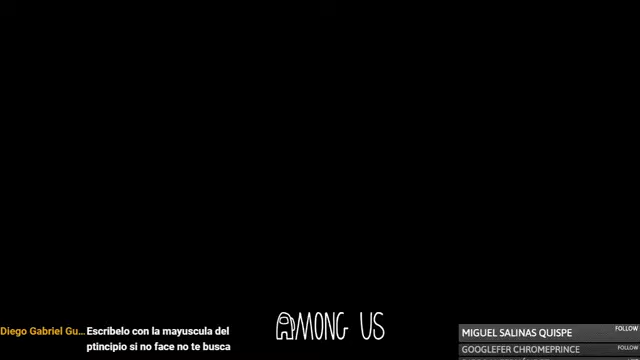 Diego Gabriel Gu... Escribelo con la mayuscula del
ptincipio si no face no te busca
AMONG US
MIGUEL SALINAS QUISPE FOLLOW
GOOGLEFER CHROMEPRINCE FOLLOW